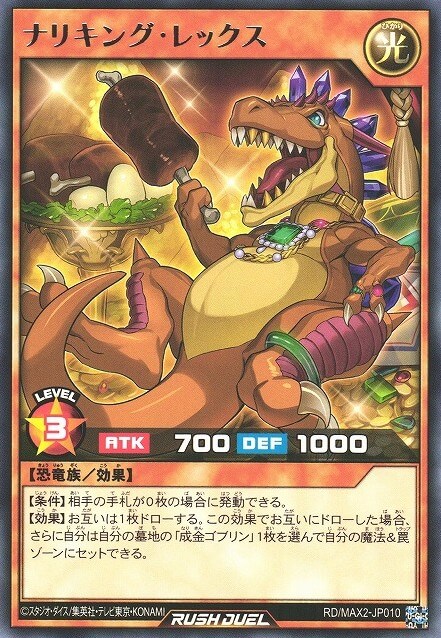 ナリキング・レックス
光
LEVEL
3
ATK 700 DEF 1000
【恐竜族/効果】
【条件】相手の手札が0枚の場合に発動できる。
【効果】お互いは1枚ドローする。この効果でお互いにドローした場合、
さらに自分は自分の墓地の「成金ゴブリン」1枚を選んで自分の魔法&罠
ゾーンにセットできる。
©スタジオ・ダイス/集英社・テレビ東京・KONAMI
RUSH DUEL
RD/MAX2-JP010